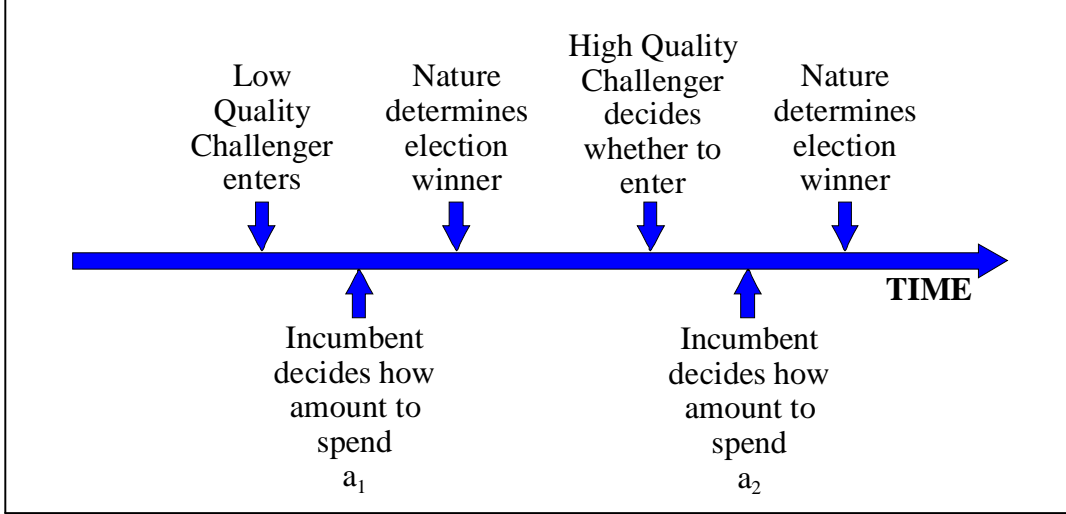 Low
Quality
Challenger
enters
Nature
determines
election
winner
High Quality
Challenger
decides
whether to
enter
Nature
determines
election
winner
TIME
Incumbent
decides how
amount to
spend
a₁
Incumbent
decides how
amount to
spend
a₂